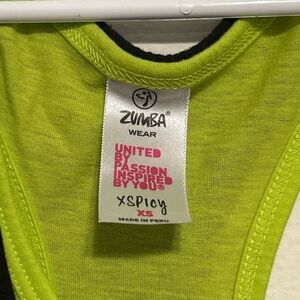 ZUMBA®
WEAR
UNITED
BY
PASSION
INSPIRED
BY YOU®
XSPICY
XS
MADE IN PERU